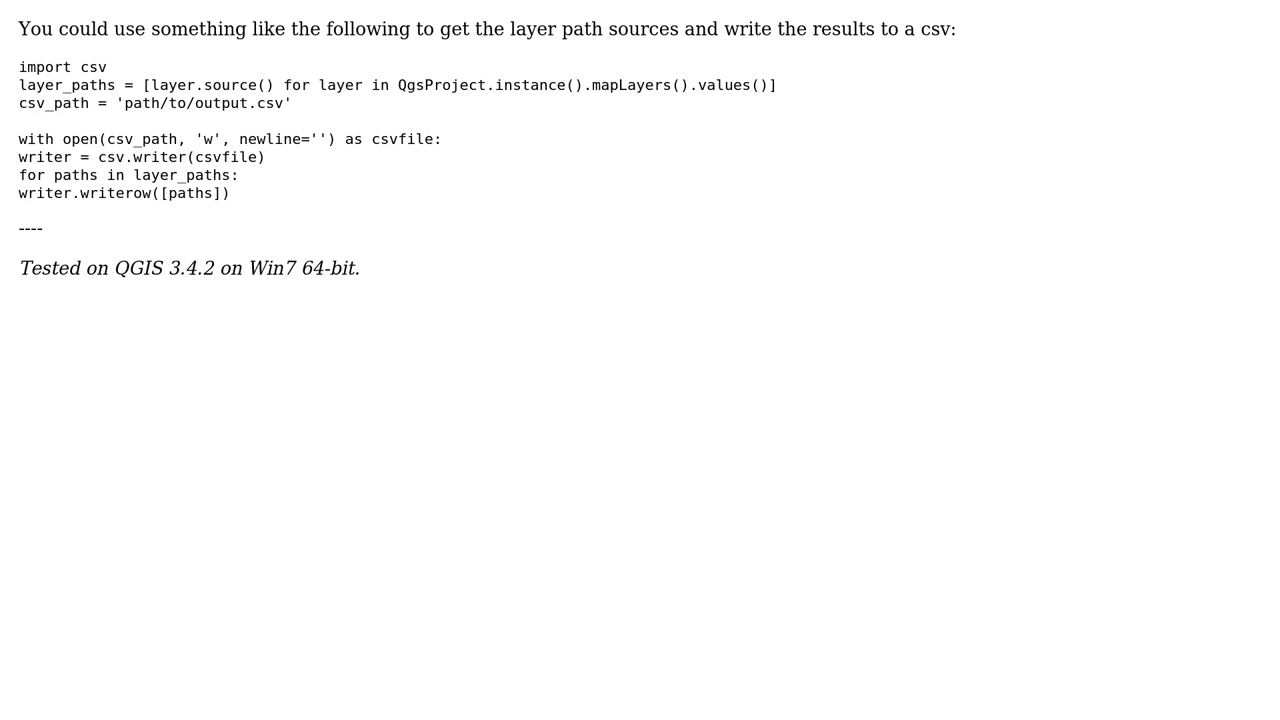 You could use something like the following to get the layer path sources and write the results to a csv:
import csv
layer_paths = [layer.source() for layer in QgsProject.instance().mapLayers().values()]
csv_path = 'path/to/output.csv'
with open(csv_path, 'w', newline='') as csvfile:
writer = csv.writer(csvfile)
for paths in layer_paths:
writer.writerow([paths])
----
Tested on QGIS 3.4.2 on Win7 64-bit.